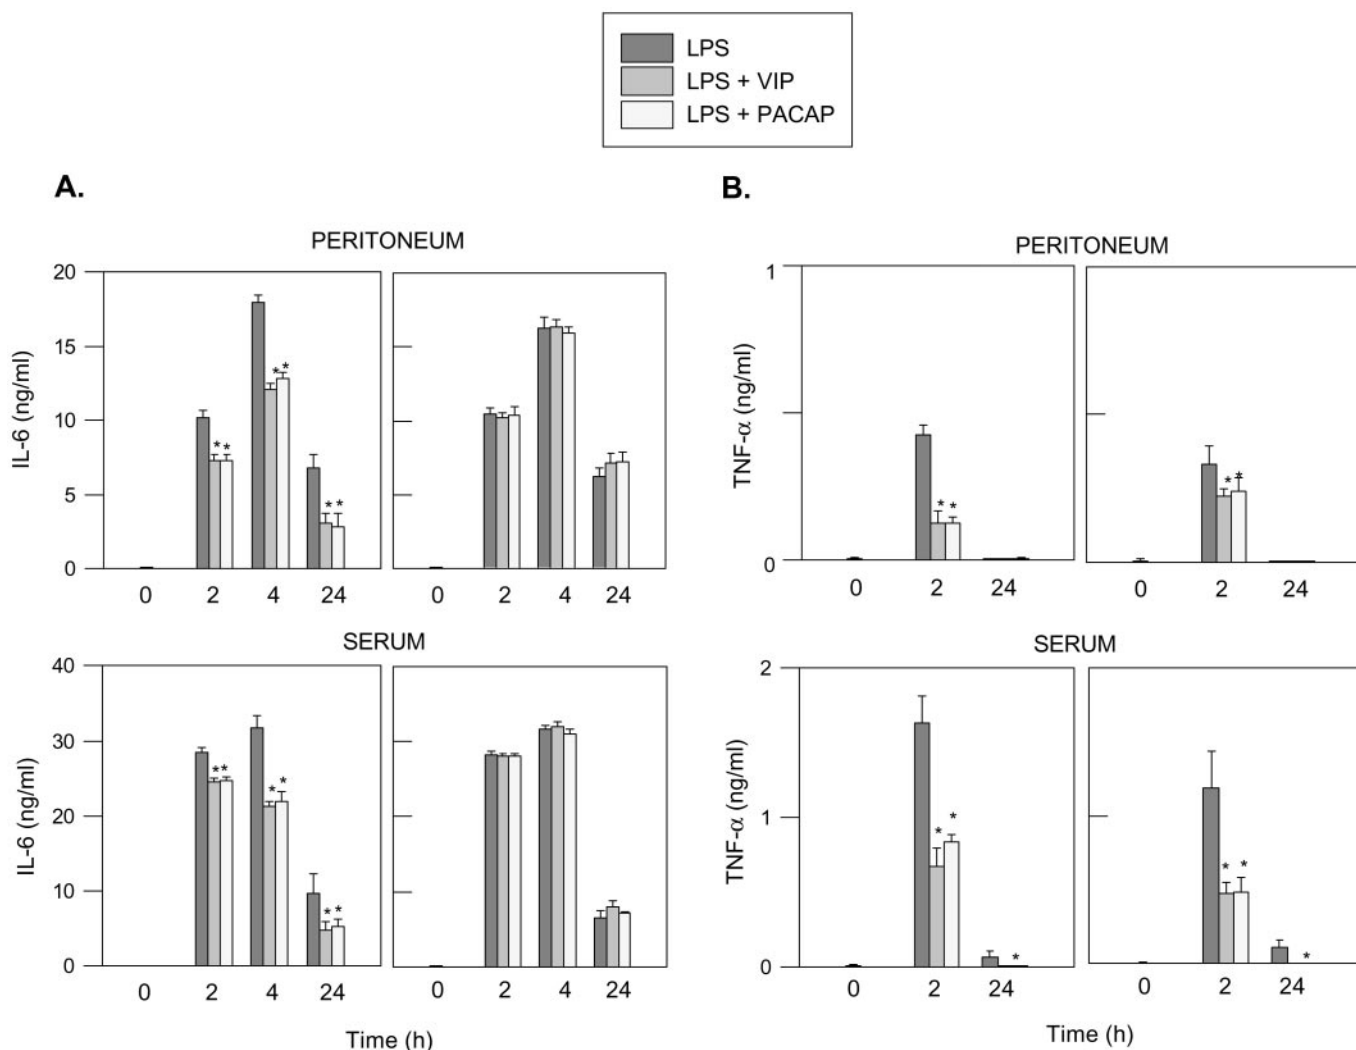 LPS
LPS + VIP
LPS + PACAP
A.
PERITONEUM
IL-6 (ng/ml)
20
15
10
5
0
* * * * * *
0 2 4 24 0 2 4 24
SERUM
IL-6 (ng/ml)
40
30
20
10
0
** * * * *
0 2 4 24 0 2 4 24
Time (h)
B.
PERITONEUM
TNF-α (ng/ml)
1
0
* * * *
0 2 24 0 2 24
SERUM
TNF-α (ng/ml)
2
1
0
* * * * * *
0 2 24 0 2 24
Time (h)